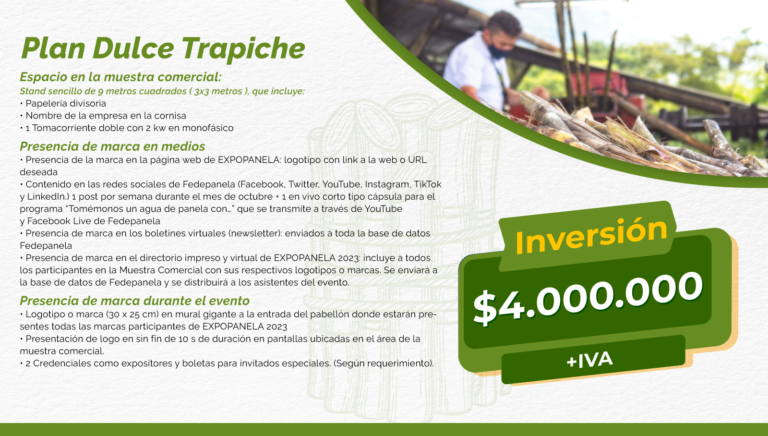 Plan Dulce Trapiche
Espacio en la muestra comercial:
Stand sencillo de 9 metros cuadrados ( 3x3 metros ), que incluye:
• Papelería divisoria
• Nombre de la empresa en la cornisa
• 1 Tomacorriente doble con 2 kw en monofásico
Presencia de marca en medios
• Presencia de la marca en la página web de EXPOPANELA: logotipo con link a la web o URL
deseada
• Contenido en las redes sociales de Fedepanela (Facebook, Twitter, YouTube, Instagram, TikTok
y LinkedIn.) 1 post por semana durante el mes de octubre + 1 en vivo corto tipo cápsula para el
programa “Tomémonos un agua de panela con...” que se transmite a través de YouTube
y Facebook Live de Fedepanela
• Presencia de marca en los boletines virtuales (newsletter): enviados a toda la base de datos
Fedepanela
• Presencia de marca en el directorio impreso y virtual de EXPOPANELA 2023: incluye a todos
los participantes en la Muestra Comercial con sus respectivos logotipos o marcas. Se enviará a
la base de datos de Fedepanela y se distribuirá a los asistentes del evento.
Presencia de marca durante el evento
• Logotipo o marca (30 x 25 cm) en mural gigante a la entrada del pabellón donde estarán pre-
sentes todas las marcas participantes de EXPOPANELA 2023
• Presentación de logo en sin fin de 10 s de duración en pantallas ubicadas en el área de la
muestra comercial.
• 2 Credenciales como expositores y boletas para invitados especiales. (Según requerimiento).
Inversión
$4.000.000
+IVA